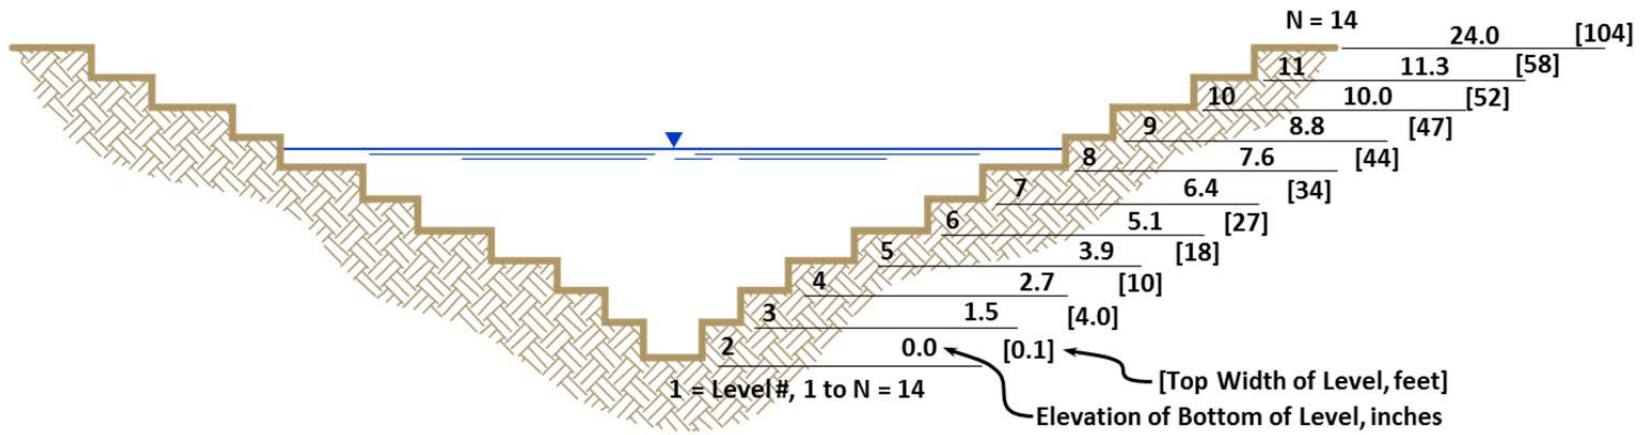 N = 14
24.0 [104]
11 11.3 [58]
10 10.0 [52]
9 8.8 [47]
8 7.6 [44]
7 6.4 [34]
6 5.1 [27]
5 3.9 [18]
4 2.7 [10]
3 1.5 [4.0]
2 0.0 [0.1]
[Top Width of Level, feet]
1 = Level #, 1 to N = 14
Elevation of Bottom of Level, inches